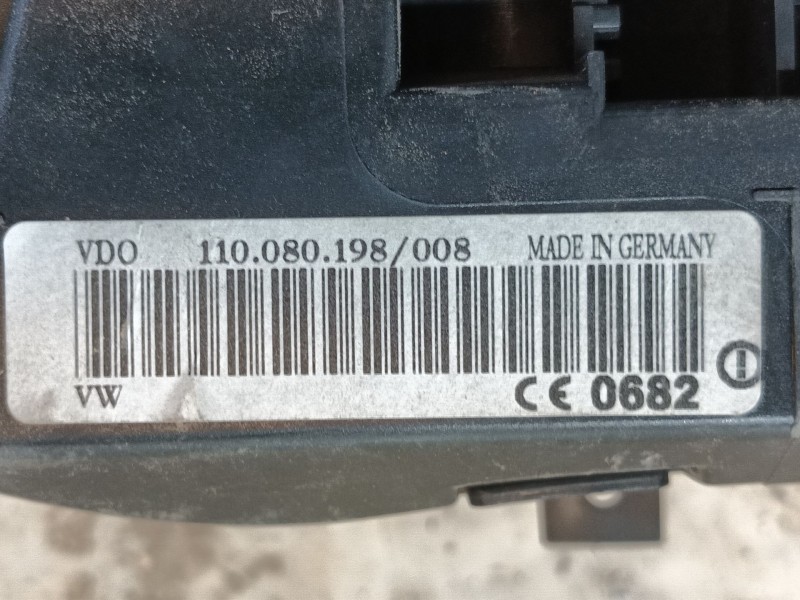 VDO 110.080.198/008 MADE IN GERMANY
VW CE 0682